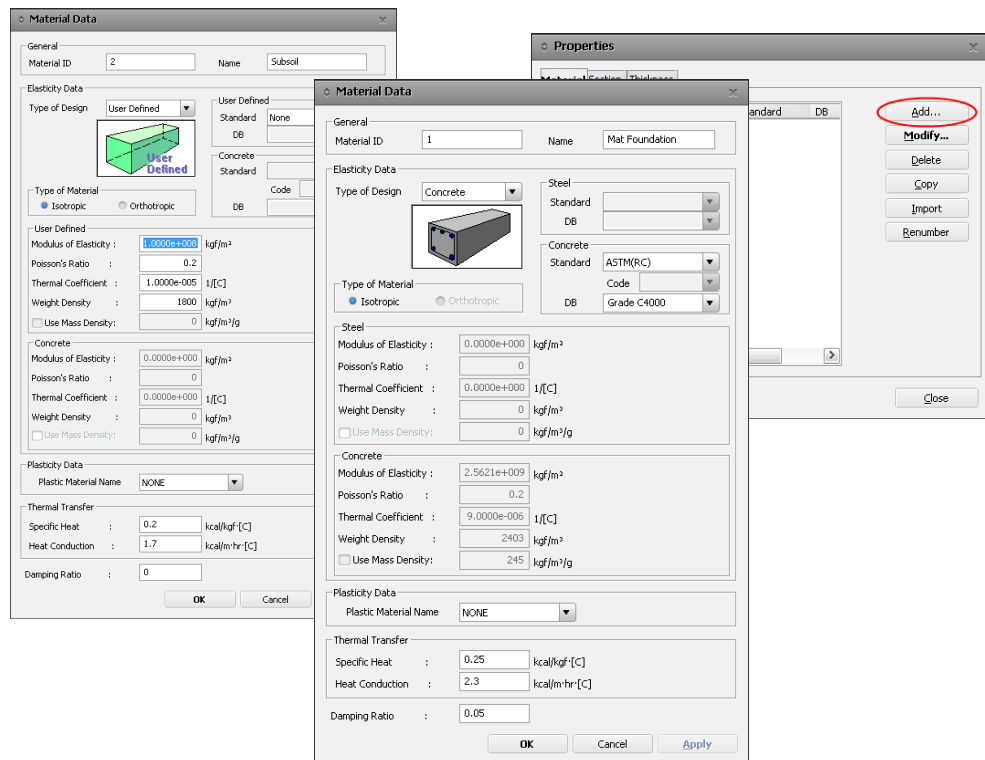 Material Data
General
Material ID 2 Name Subsoil
Elasticity Data
Type of Design User Defined
User Defined
Standard None
DB
User Defined
Concrete
Standard
Code
DB
Type of Material
Isotropic Orthotropic
User Defined
Modulus of Elasticity : 1.0000e+008 kgf/m²
Poisson's Ratio : 0.2
Thermal Coefficient : 1.0000e-005 1/[C]
Weight Density : 1800 kgf/m³
Use Mass Density: 0 kgf/m³/g
Concrete
Modulus of Elasticity : 0.0000e+000 kgf/m²
Poisson's Ratio : 0
Thermal Coefficient : 0.0000e+000 1/[C]
Weight Density : 0 kgf/m³
Use Mass Density: 0 kgf/m³/g
Plasticity Data
Plastic Material Name NONE
Thermal Transfer
Specific Heat : 0.2 kcal/kgf·[C]
Heat Conduction : 1.7 kcal/m·hr·[C]
Damping Ratio : 0
OK Cancel
Material Data
General
Material ID 1 Name Mat Foundation
Elasticity Data
Type of Design Concrete
Steel
Standard
DB
Concrete
Standard ASTM(RC)
Code
DB Grade C4000
Type of Material
Isotropic Orthotropic
Steel
Modulus of Elasticity : 0.0000e+000 kgf/m²
Poisson's Ratio : 0
Thermal Coefficient : 0.0000e+000 1/[C]
Weight Density : 0 kgf/m³
Use Mass Density: 0 kgf/m³/g
Concrete
Modulus of Elasticity : 2.5621e+009 kgf/m²
Poisson's Ratio : 0.2
Thermal Coefficient : 9.0000e-006 1/[C]
Weight Density : 2403 kgf/m³
Use Mass Density: 245 kgf/m³/g
Plasticity Data
Plastic Material Name NONE
Thermal Transfer
Specific Heat : 0.25 kcal/kgf·[C]
Heat Conduction : 2.3 kcal/m·hr·[C]
Damping Ratio : 0.05
OK Cancel Apply
Properties
Material Section Thickness
andard DB
Add...
Modify...
Delete
Copy
Import
Renumber
Close